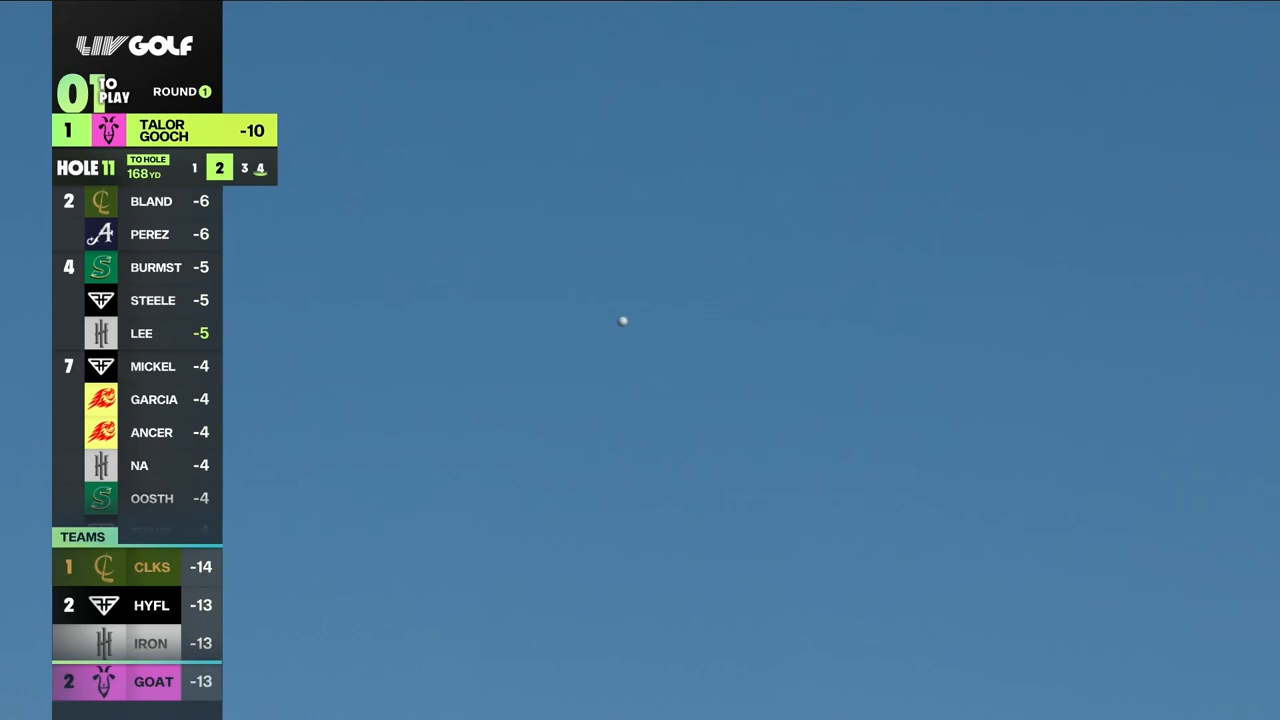 LIV GOLF
01 TO PLAY ROUND 1
1 TALOR GOOCH -10
HOLE 11 TO HOLE 168YD 1 2 3 4
2 BLAND -6
PEREZ -6
4 BURMST -5
STEELE -5
LEE -5
7 MICKEL -4
GARCIA -4
ANCER -4
NA -4
OOSTH -4
TEAMS
1 CLKS -14
2 HYFL -13
IRON -13
2 GOAT -13